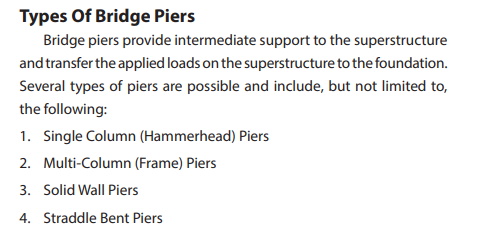 Types Of Bridge Piers
Bridge piers provide intermediate support to the superstructure
and transfer the applied loads on the superstructure to the foundation.
Several types of piers are possible and include, but not limited to,
the following:
1. Single Column (Hammerhead) Piers
2. Multi-Column (Frame) Piers
3. Solid Wall Piers
4. Straddle Bent Piers